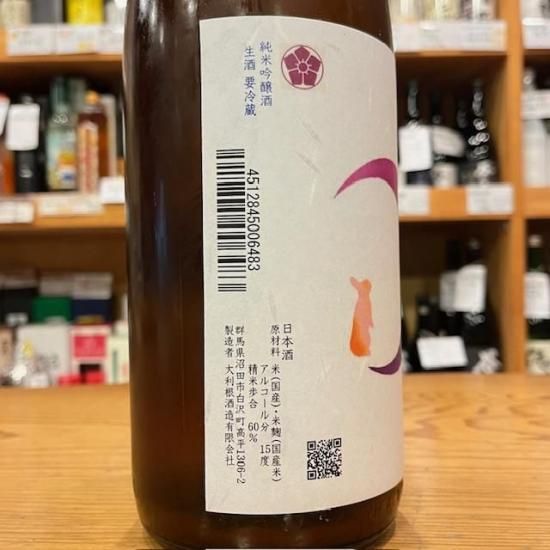 純米吟醸酒
生酒 要冷蔵
4512845006483
日本酒
原材料 米(国産)・米麹(国産米)
アルコール分 15度
精米歩合 60%
群馬県沼田市白沢町高平1306-2
製造者 大利根酒造有限会社